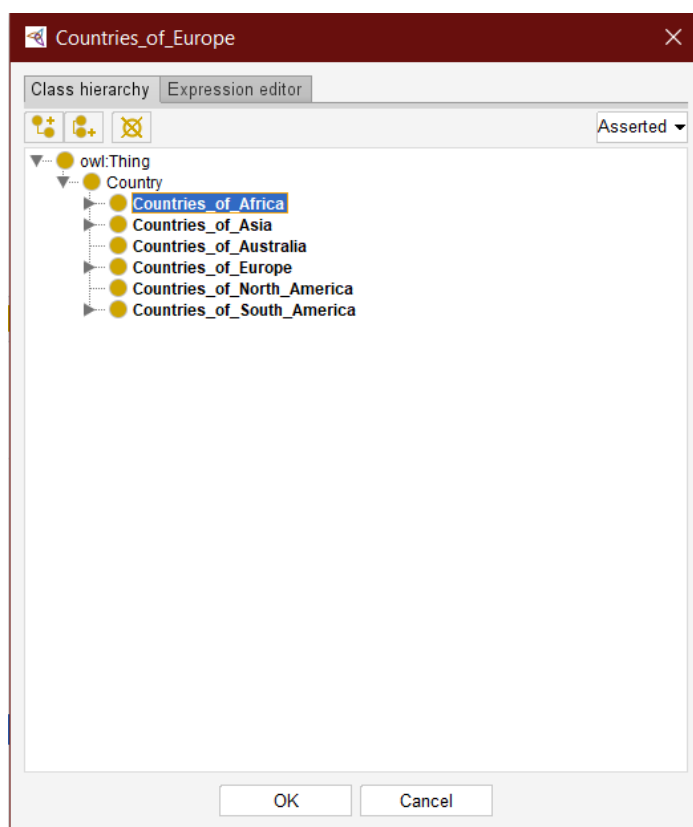 Countries_of_Europe
Class hierarchy Expression editor
Asserted
owl:Thing
Country
Countries_of_Africa
Countries_of_Asia
Countries_of_Australia
Countries_of_Europe
Countries_of_North_America
Countries_of_South_America
OK Cancel